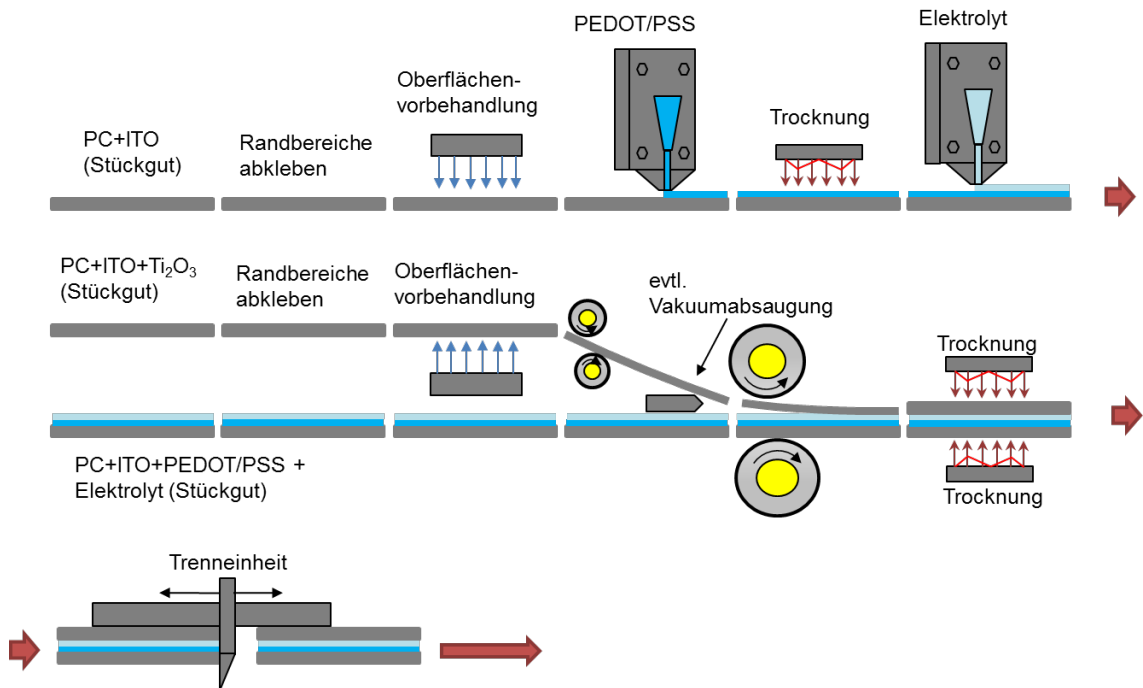 PC+ITO
(Stückgut)
Randbereiche
abkleben
Oberflächen-
vorbehandlung
PEDOT/PSS
Trocknung
Elektrolyt
PC+ITO+Ti₂O₃
(Stückgut)
Randbereiche
abkleben
Oberflächen-
vorbehandlung
evtl.
Vakuumabsaugung
Trocknung
PC+ITO+PEDOT/PSS +
Elektrolyt (Stückgut)
Trocknung
Trenneinheit